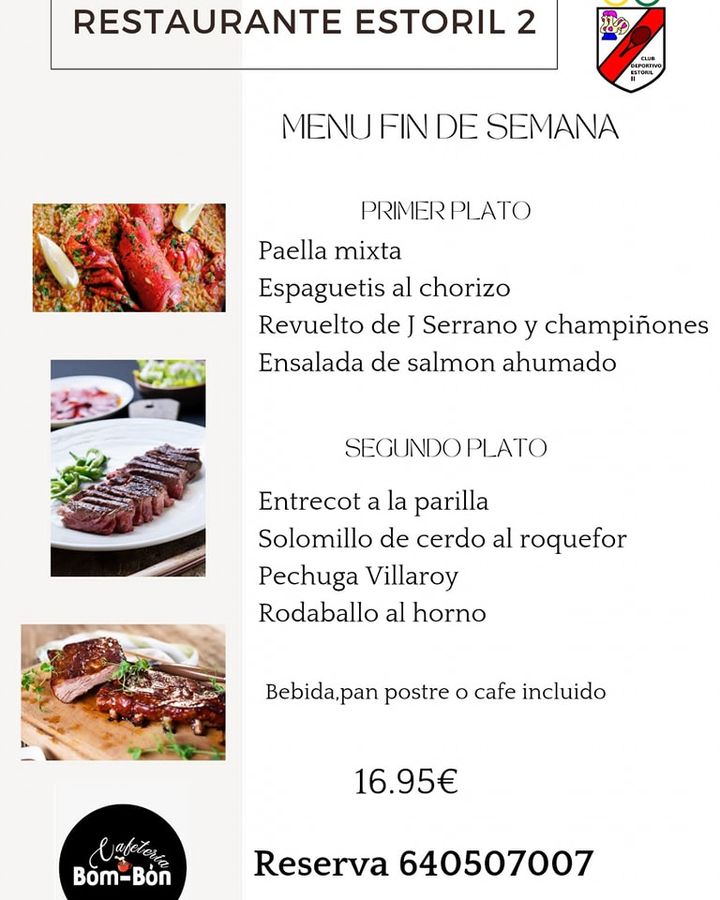 RESTAURANTE ESTORIL 2
CLUB
DEPORTIVO
ESTORIL
II
MENU FIN DE SEMANA
PRIMER PLATO
Paella mixta
Espaguetis al chorizo
Revuelto de J Serrano y champiñones
Ensalada de salmon ahumado
SEGUNDO PLATO
Entrecot a la parilla
Solomillo de cerdo al roquefor
Pechuga Villaroy
Rodaballo al horno
Bebida,pan postre o cafe incluido
16.95€
Cafetería
Bom-Bon
Reserva 640507007